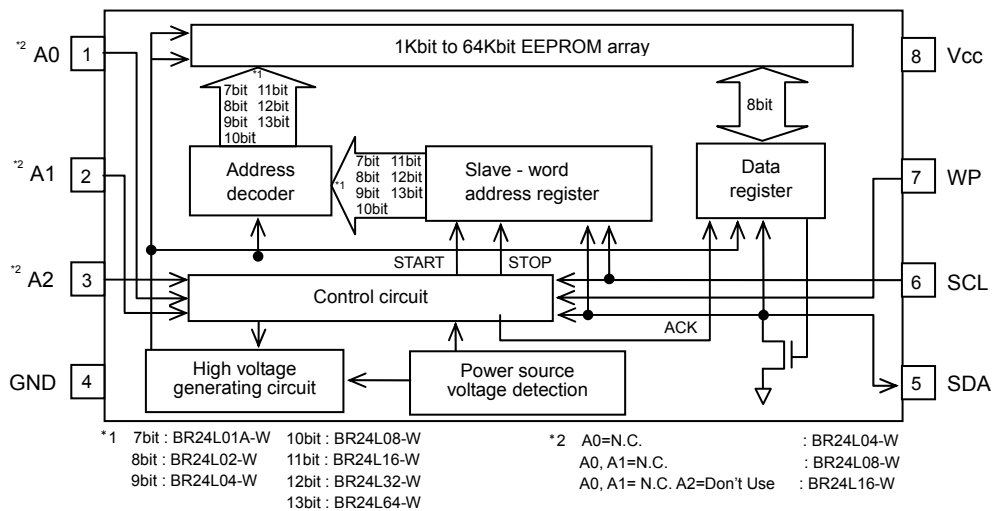 1Kbit to 64Kbit EEPROM array
*2 A0 1
8 Vcc
*1
7bit 11bit
8bit 12bit
9bit 13bit
10bit
8bit
*2 A1 2
Address
decoder
*1
7bit 11bit
8bit 12bit
9bit 13bit
10bit
Slave - word
address register
Data
register
7 WP
START
STOP
*2 A2 3
Control circuit
6 SCL
ACK
GND 4
High voltage
generating circuit
Power source
voltage detection
5 SDA
*1 7bit : BR24L01A-W
8bit : BR24L02-W
9bit : BR24L04-W
10bit : BR24L08-W
11bit : BR24L16-W
12bit : BR24L32-W
13bit : BR24L64-W
*2 A0=N.C. : BR24L04-W
A0, A1=N.C. : BR24L08-W
A0, A1= N.C. A2=Don't Use : BR24L16-W